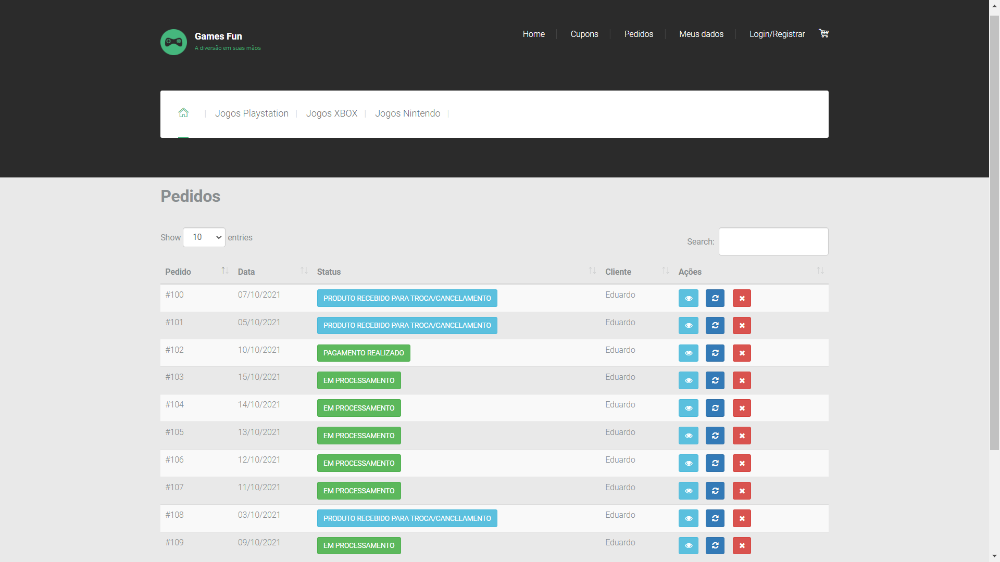 Games Fun
A diversão em suas mãos
Home Cupons Pedidos Meus dados Login/Registrar
Jogos Playstation Jogos XBOX Jogos Nintendo
Pedidos
Show 10 entries Search:
Pedido Data Status Cliente Ações
#100 07/10/2021 PRODUTO RECEBIDO PARA TROCA/CANCELAMENTO Eduardo
#101 05/10/2021 PRODUTO RECEBIDO PARA TROCA/CANCELAMENTO Eduardo
#102 10/10/2021 PAGAMENTO REALIZADO Eduardo
#103 15/10/2021 EM PROCESSAMENTO Eduardo
#104 14/10/2021 EM PROCESSAMENTO Eduardo
#105 13/10/2021 EM PROCESSAMENTO Eduardo
#106 12/10/2021 EM PROCESSAMENTO Eduardo
#107 11/10/2021 EM PROCESSAMENTO Eduardo
#108 03/10/2021 PRODUTO RECEBIDO PARA TROCA/CANCELAMENTO Eduardo
#109 09/10/2021 EM PROCESSAMENTO Eduardo